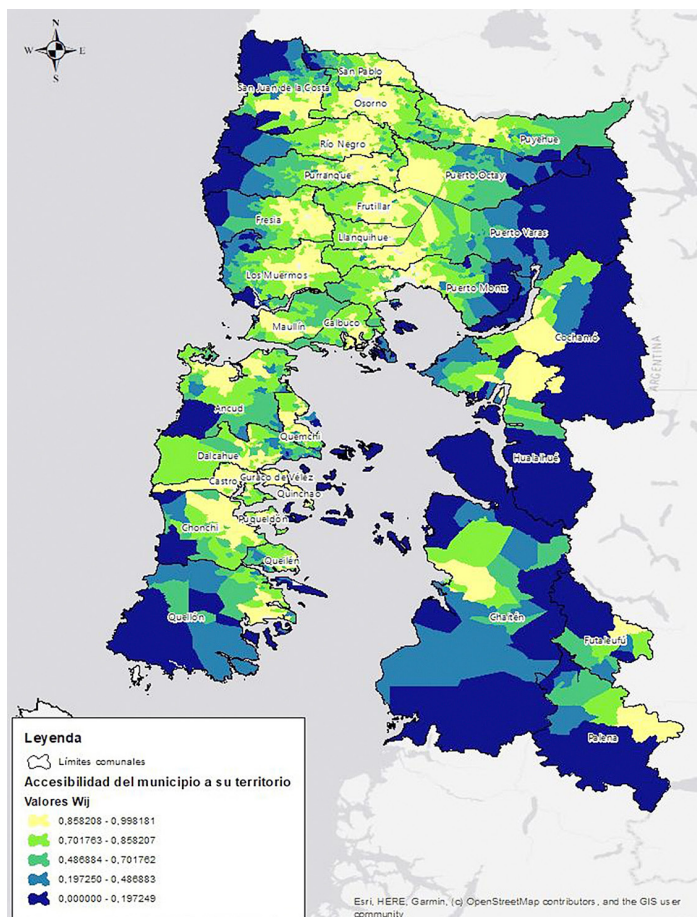 N
W E
S
San Pablo
San Juan de la Costa
Osorno
Puyehue
Río Negro
Purranque
Puerto Octay
Frutillar
Fresia
Puerto Varas
Llanquihue
Los Muermos
Puerto Montt
Calbuco
Maullín
Cochamó
ARGENTINA
Ancud
Quemchi
Dalcahue
Hualaihué
Castro
Curaco de Vélez
Quinchao
Puqueldón
Chonchi
Queilén
Quellón
Chaitén
Futaleufú
Palena
Leyenda
Límites comunales
Accesibilidad del municipio a su territorio
Valores Wij
0,858208 - 0,998181
0,701763 - 0,858207
0,486884 - 0,701762
0,197250 - 0,486883
0,000000 - 0,197249
Esri, HERE, Garmin, (c) OpenStreetMap contributors, and the GIS user
community